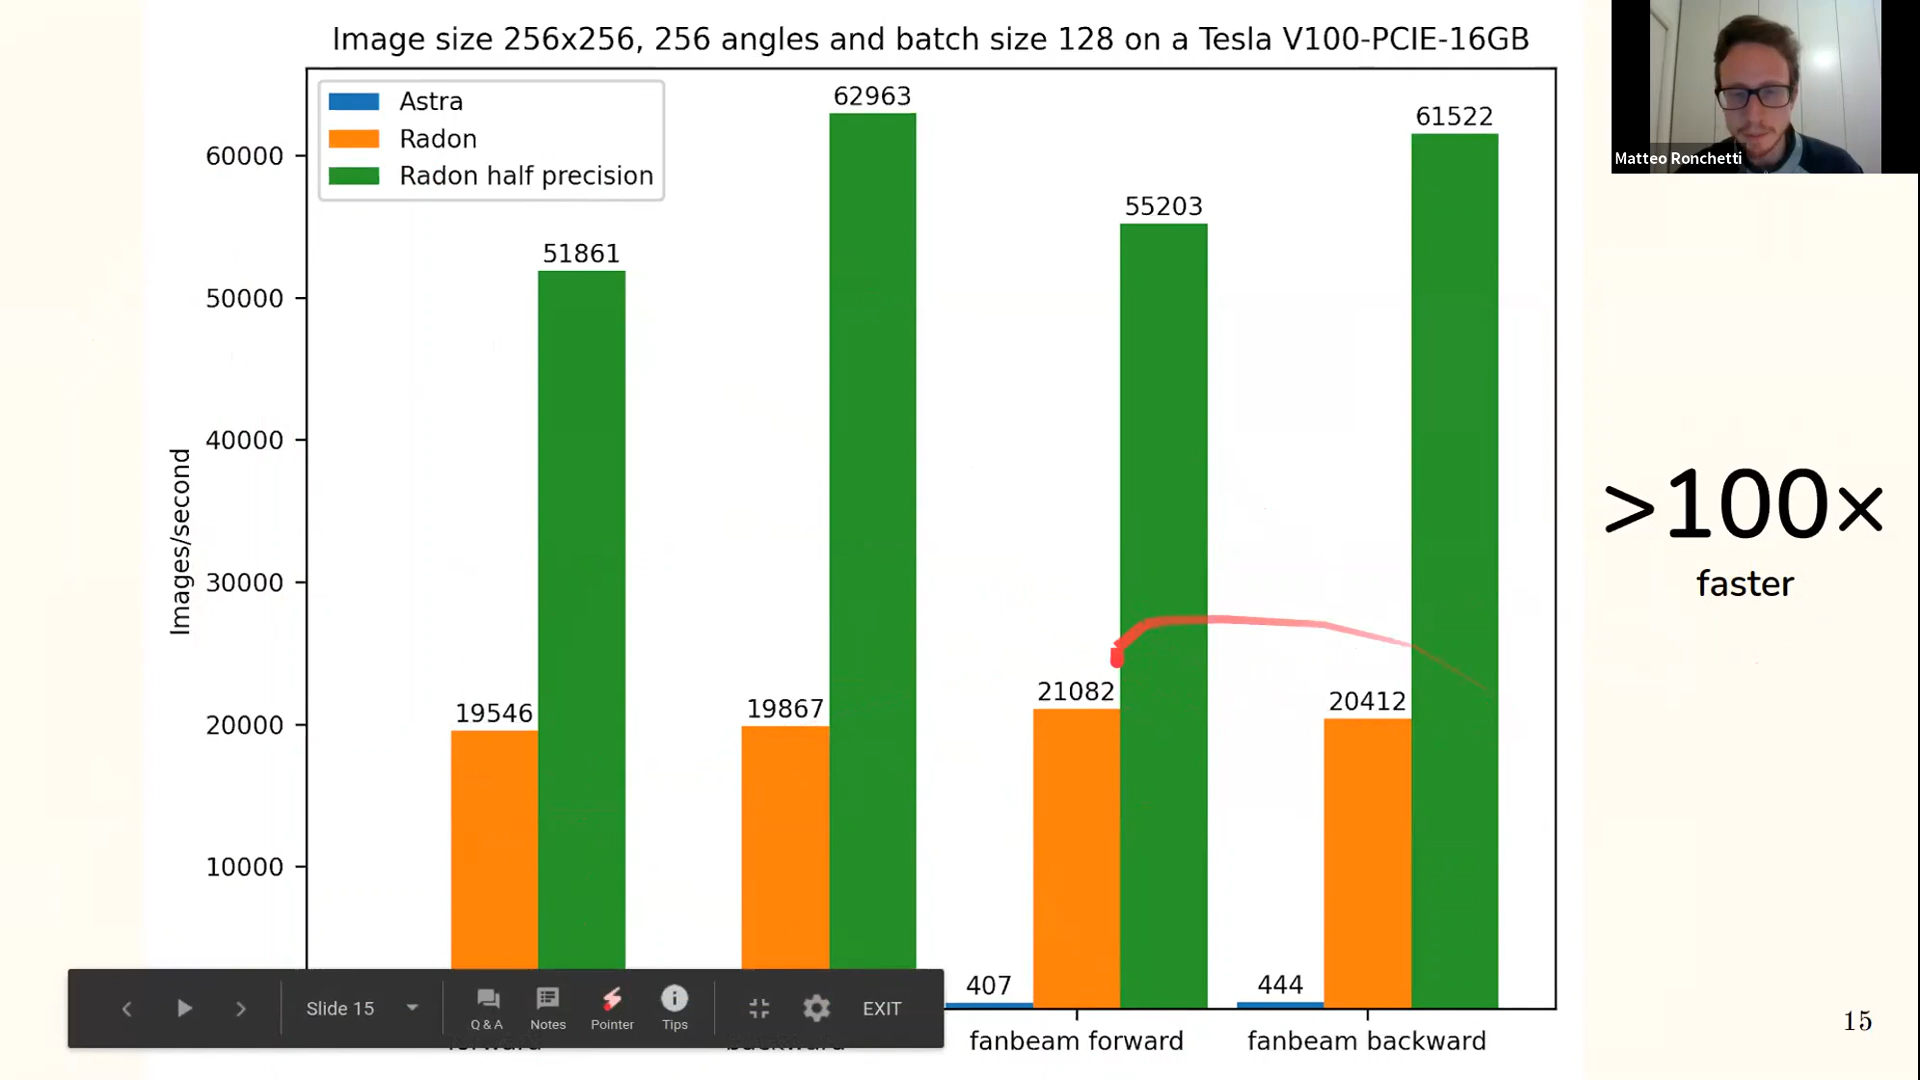 Image size 256x256, 256 angles and batch size 128 on a Tesla V100-PCIE-16GB
Astra
Radon
Radon half precision
Matteo Ronchetti
62963
61522
60000
55203
51861
50000
40000
Images/second
>100×
faster
30000
21082
20412
19867
19546
20000
10000
407
444
Slide 15
Q & A
Notes
Pointer
Tips
EXIT
15
forward
backward
fanbeam forward
fanbeam backward